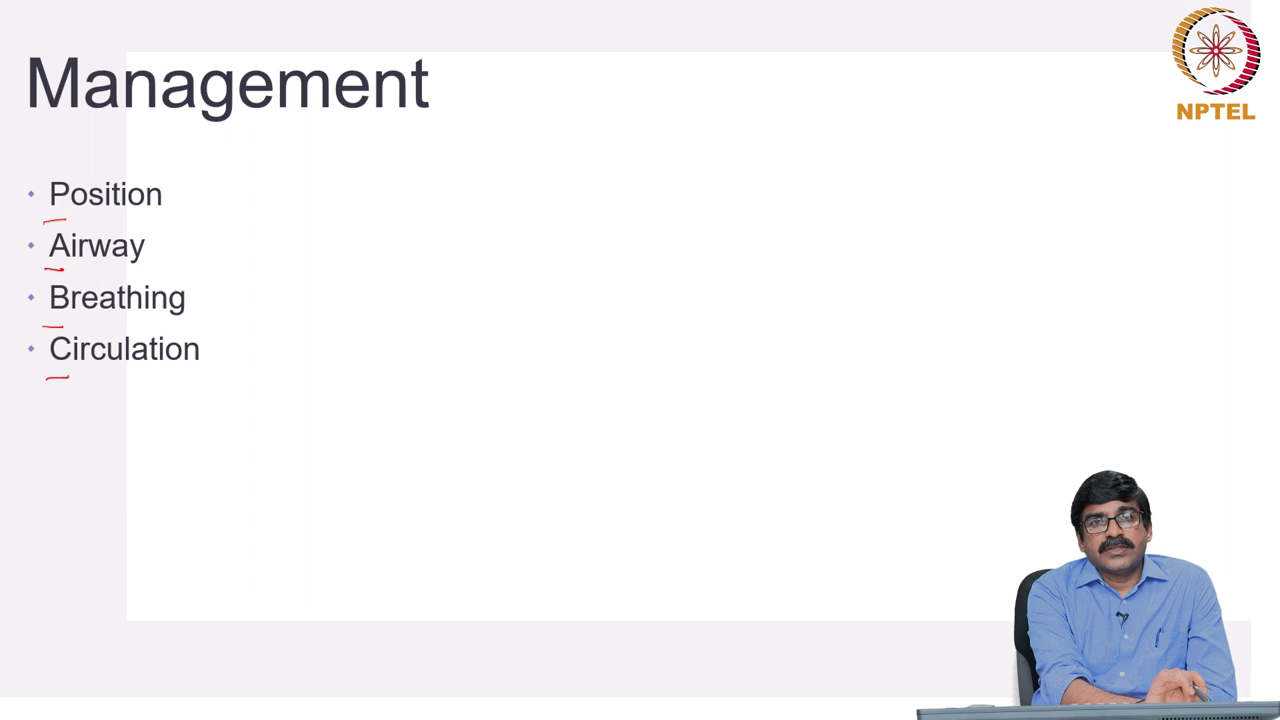 Management
NPTEL
• Position
• Airway
• Breathing
• Circulation